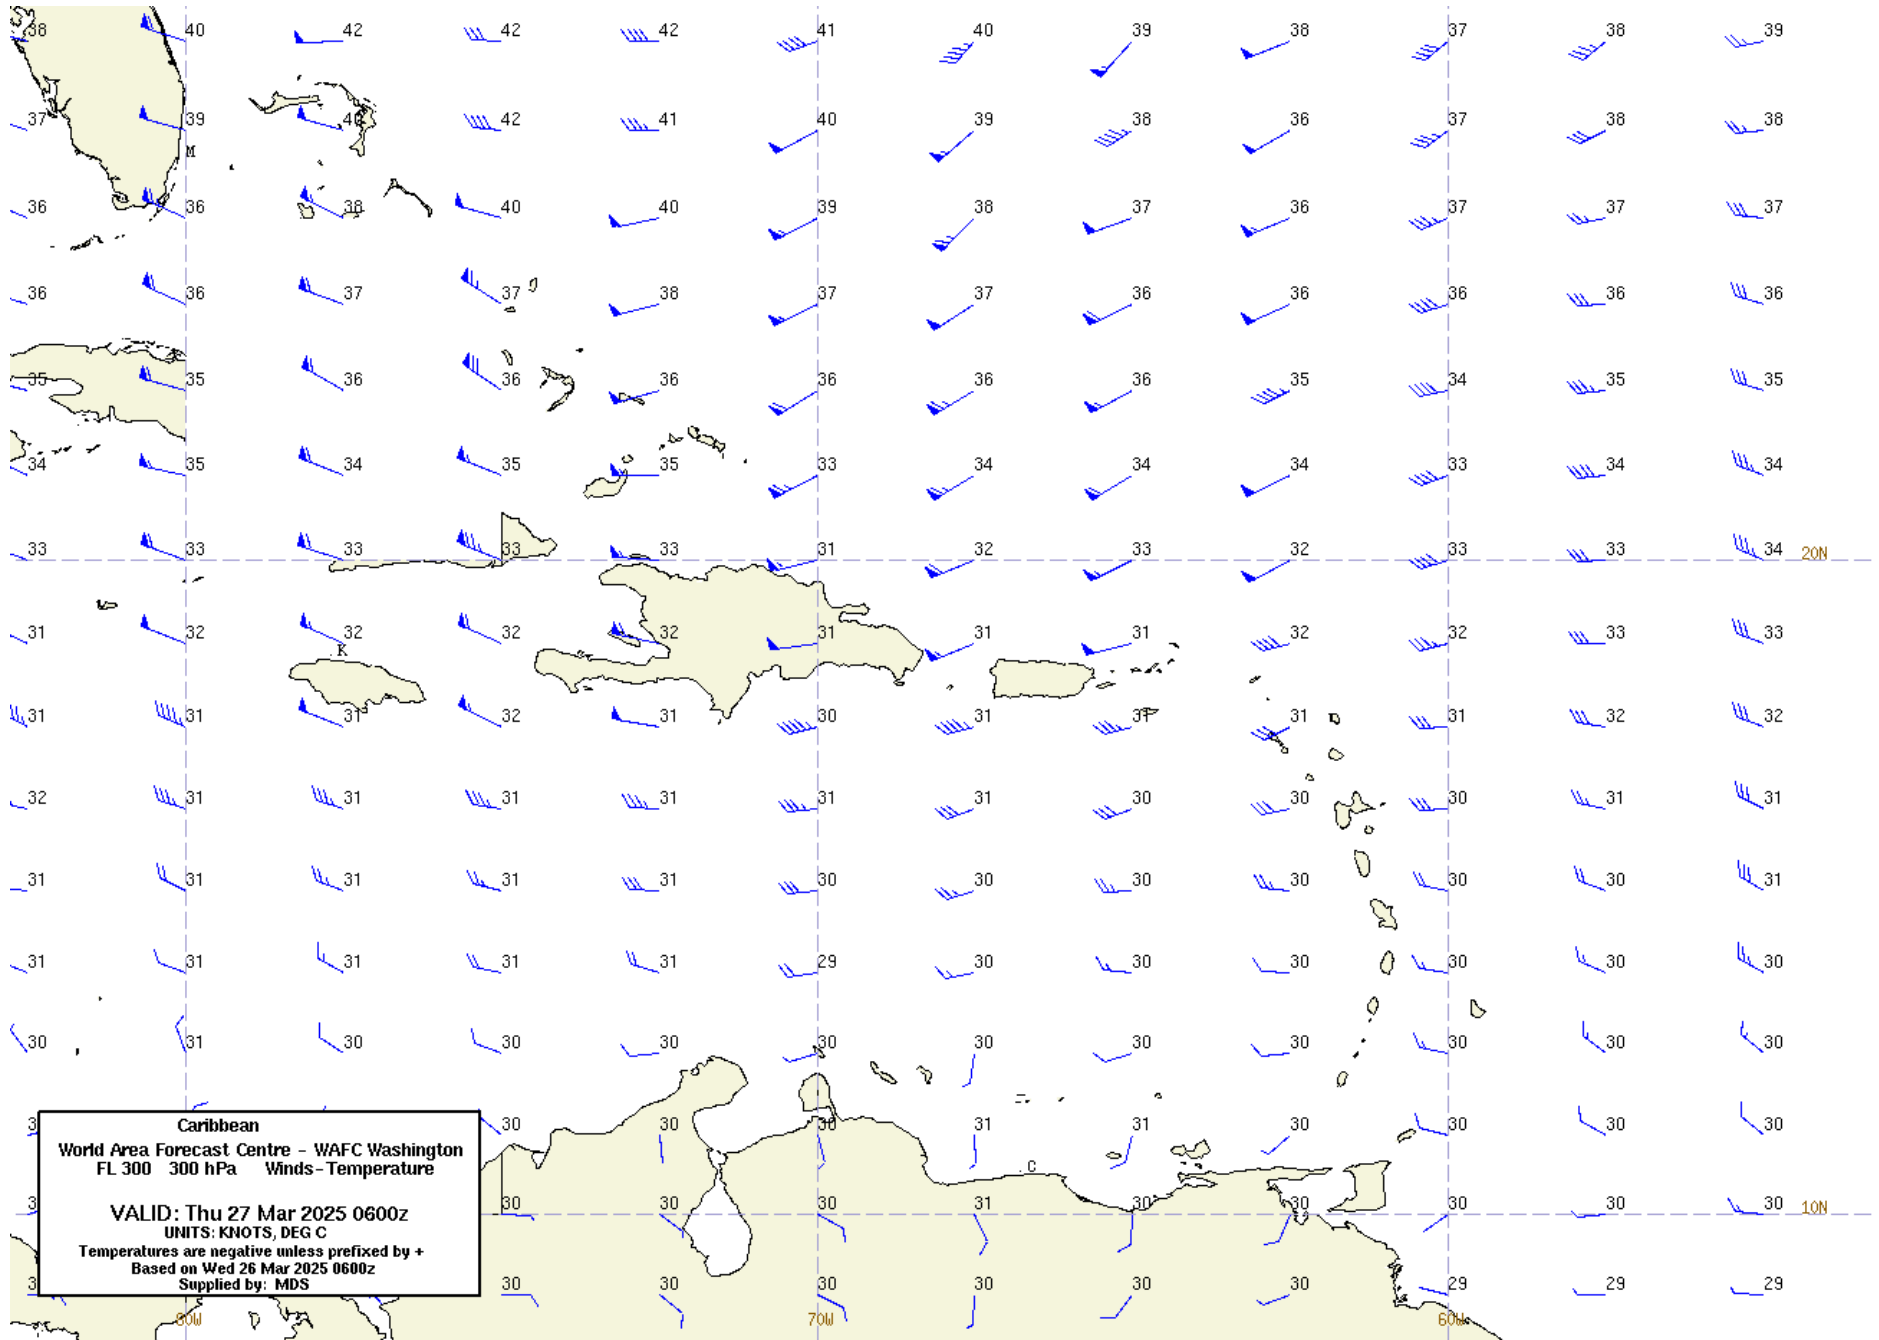 38 40 42 42 42 41 40 39 38 37 38 39
37 39 40 42 41 40 39 38 36 37 38 38
M
36 36 38 40 40 39 38 37 36 37 37 37
36 36 37 37 38 37 37 36 36 36 36 36
35 35 36 36 36 36 36 36 35 34 35 35
34 35 34 35 35 33 34 34 34 33 34 34
33 33 33 33 33 31 32 33 32 33 33 34 20N
31 32 32 32 32 31 31 31 32 32 33 33
K
31 31 31 32 31 30 31 31 31 31 32 32
32 31 31 31 31 31 31 30 30 30 31 31
31 31 31 31 31 30 30 30 30 30 30 31
31 31 31 31 31 29 30 30 30 30 30 30
30 31 30 30 30 30 30 30 30 30 30 30
30 30 30 31 31 30 30 30 30
C
30 30 30 31 30 30 29 30 30 10N
30 30 30 30 30 30 29 29 29
80W 70W 60W
Caribbean
World Area Forecast Centre - WAFC Washington
FL 300 300 hPa Winds-Temperature
VALID: Thu 27 Mar 2025 0600z
UNITS: KNOTS, DEG C
Temperatures are negative unless prefixed by +
Based on Wed 26 Mar 2025 0600z
Supplied by: MDS